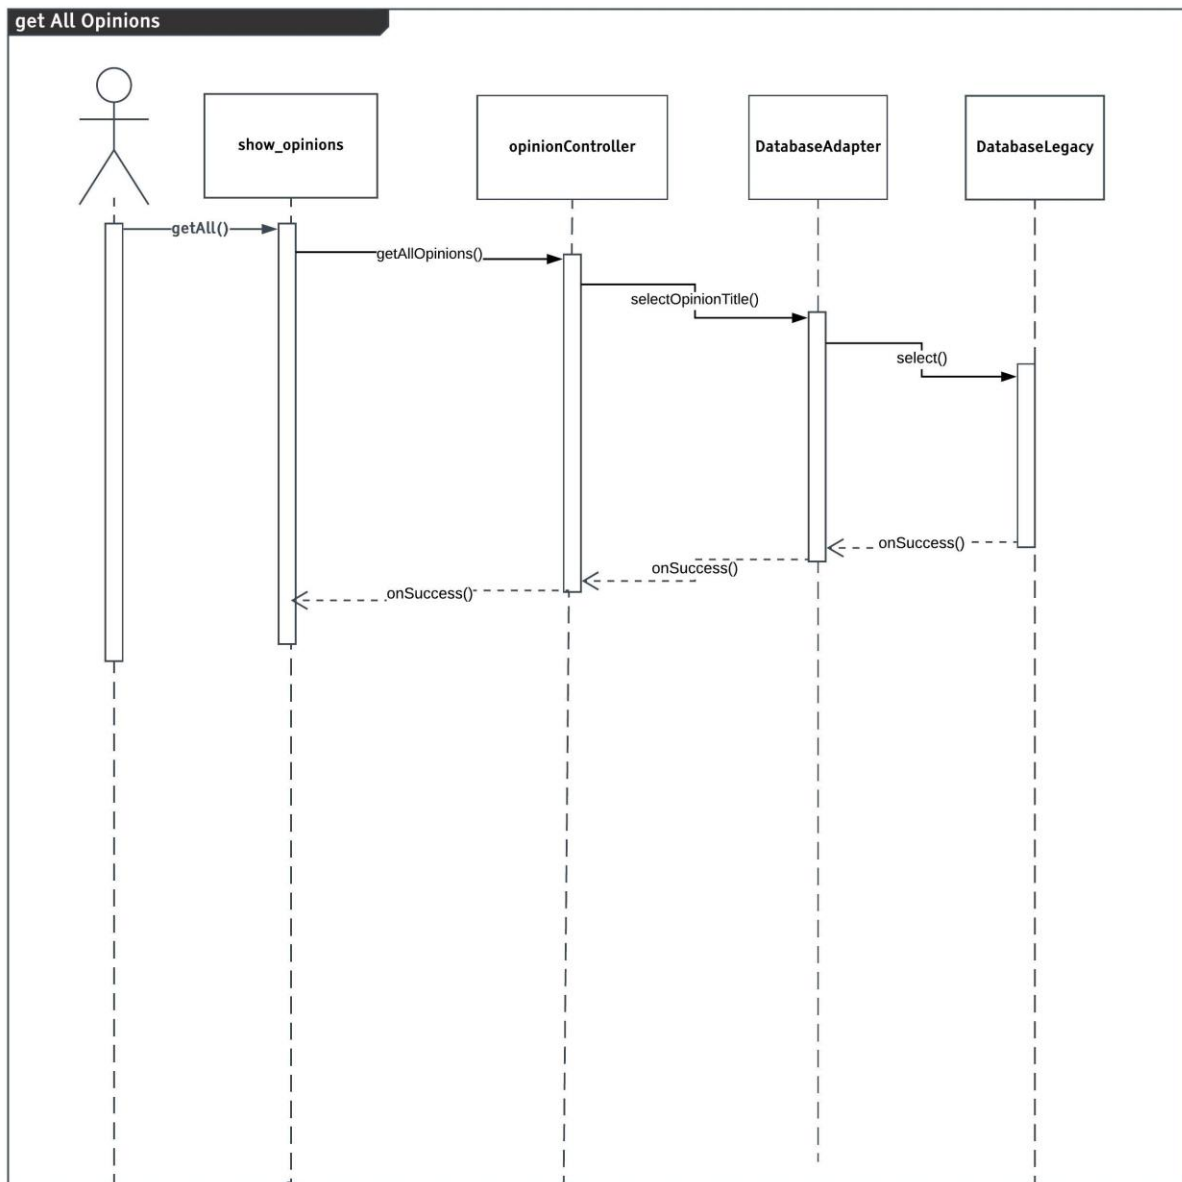 get All Opinions
show_opinions
opinionController
DatabaseAdapter
DatabaseLegacy
getAll()
getAllOpinions()
selectOpinionTitle()
select()
onSuccess()
onSuccess()
onSuccess()